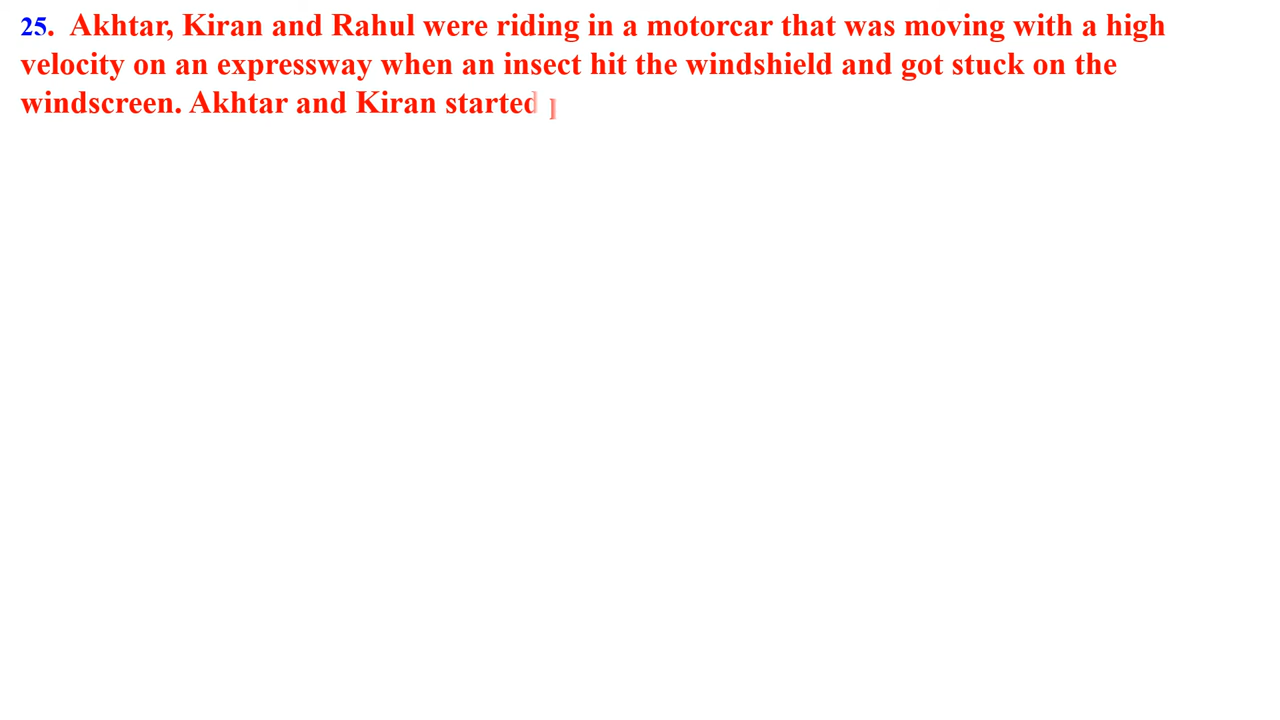 25. Akhtar, Kiran and Rahul were riding in a motorcar that was moving with a high
velocity on an expressway when an insect hit the windshield and got stuck on the
windscreen. Akhtar and Kiran started